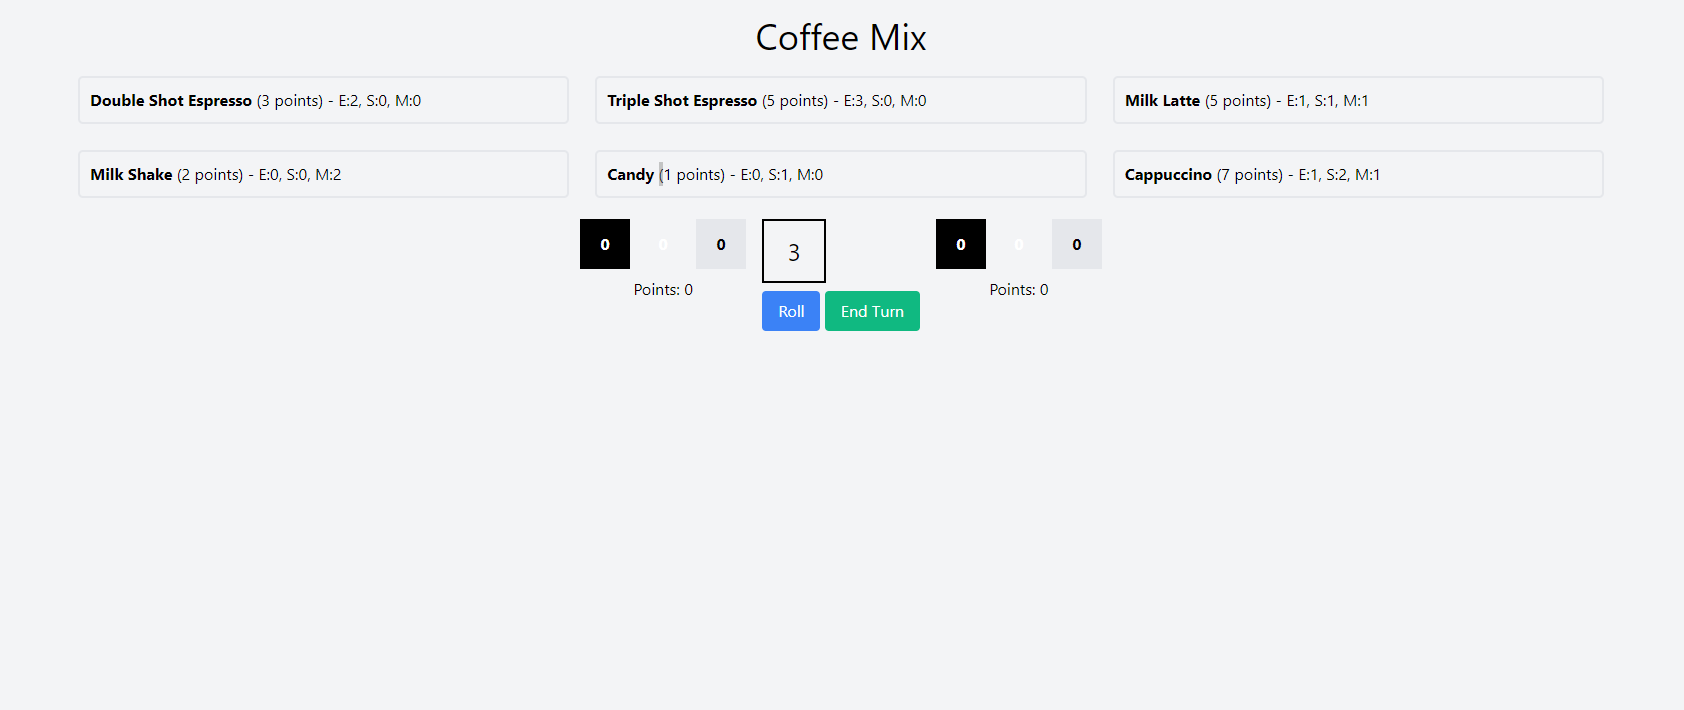 Coffee Mix
Double Shot Espresso (3 points) - E:2, S:0, M:0
Triple Shot Espresso (5 points) - E:3, S:0, M:0
Milk Latte (5 points) - E:1, S:1, M:1
Milk Shake (2 points) - E:0, S:0, M:2
Candy (1 points) - E:0, S:1, M:0
Cappuccino (7 points) - E:1, S:2, M:1
0 0 0
Points: 0
3
Roll
End Turn
0 0 0
Points: 0